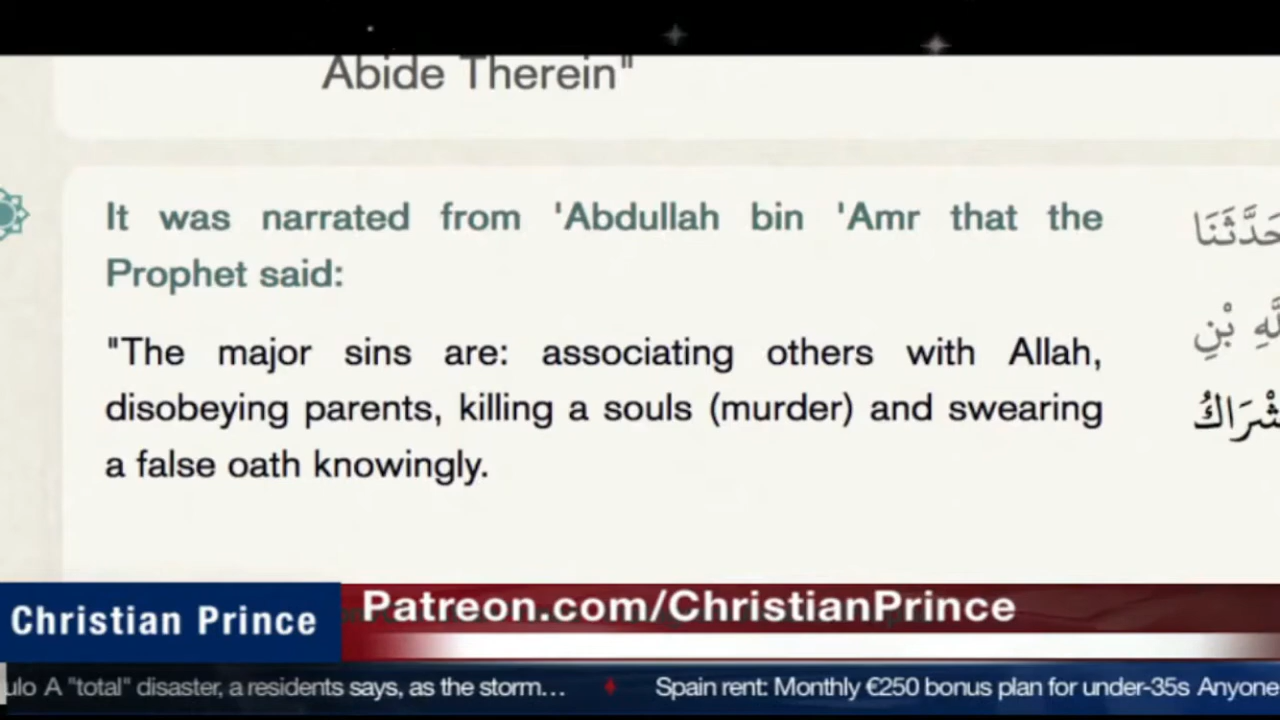 Abide Therein"
It was narrated from 'Abdullah bin 'Amr that the
حَدَّثَنَا
Prophet said:
"The major sins are: associating others with Allah,
بْنِ
disobeying parents, killing a souls (murder) and swearing
a false oath knowingly.
Christian Prince
Patreon.com/ChristianPrince
A "total" disaster, a residents says, as the storm... ♦ Spain rent: Monthly €250 bonus plan for under-35s Anyone